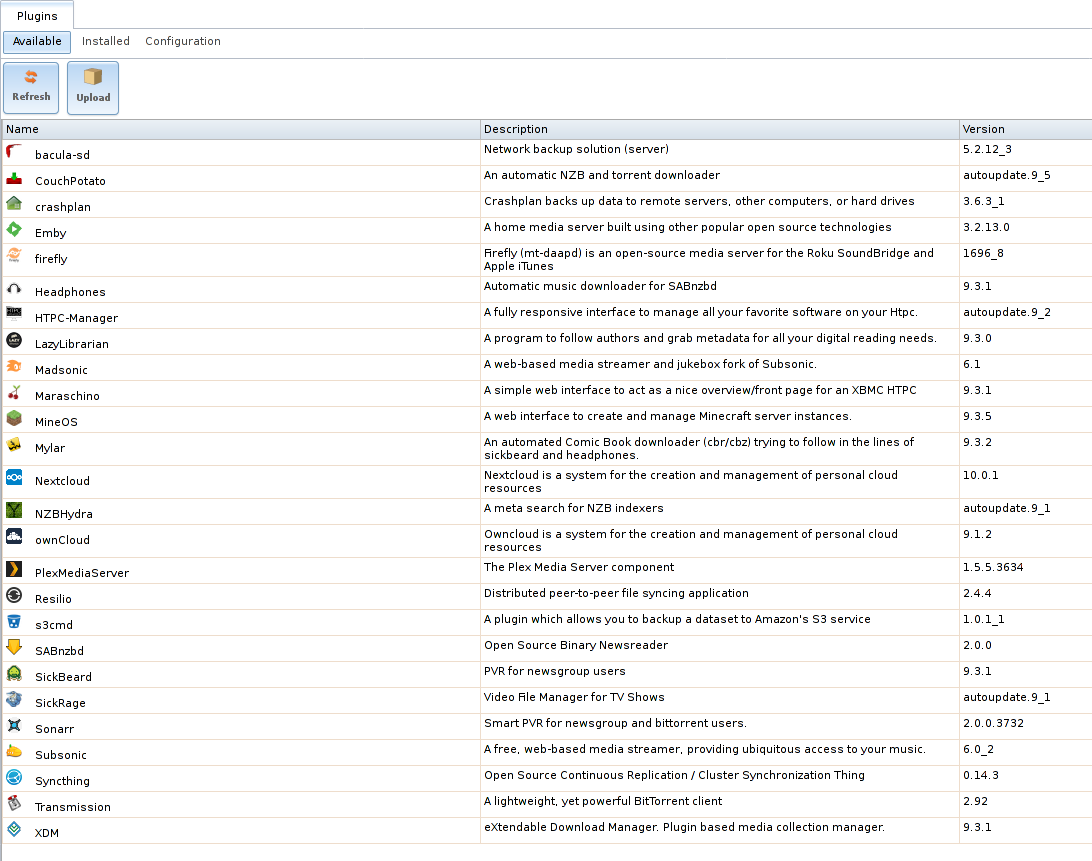 Plugins
Available Installed Configuration
Refresh Upload
Name Description Version
bacula-sd Network backup solution (server) 5.2.12_3
CouchPotato An automatic NZB and torrent downloader autoupdate.9_5
crashplan Crashplan backs up data to remote servers, other computers, or hard drives 3.6.3_1
Emby A home media server built using other popular open source technologies 3.2.13.0
firefly Firefly (mt-daapd) is an open-source media server for the Roku SoundBridge and 1696_8
Apple iTunes
Headphones Automatic music downloader for SABnzbd 9.3.1
HTPC-Manager A fully responsive interface to manage all your favorite software on your Htpc. autoupdate.9_2
LazyLibrarian A program to follow authors and grab metadata for all your digital reading needs. 9.3.0
Madsonic A web-based media streamer and jukebox fork of Subsonic. 6.1
Maraschino A simple web interface to act as a nice overview/front page for an XBMC HTPC 9.3.1
MineOS A web interface to create and manage Minecraft server instances. 9.3.5
Mylar An automated Comic Book downloader (cbr/cbz) trying to follow in the lines of 9.3.2
sickbeard and headphones.
Nextcloud Nextcloud is a system for the creation and management of personal cloud 10.0.1
resources
NZBHydra A meta search for NZB indexers autoupdate.9_1
ownCloud Owncloud is a system for the creation and management of personal cloud 9.1.2
resources
PlexMediaServer The Plex Media Server component 1.5.5.3634
Resilio Distributed peer-to-peer file syncing application 2.4.4
s3cmd A plugin which allows you to backup a dataset to Amazon's S3 service 1.0.1_1
SABnzbd Open Source Binary Newsreader 2.0.0
SickBeard PVR for newsgroup users 9.3.1
SickRage Video File Manager for TV Shows autoupdate.9_1
Sonarr Smart PVR for newsgroup and bittorrent users. 2.0.0.3732
Subsonic A free, web-based media streamer, providing ubiquitous access to your music. 6.0_2
Syncthing Open Source Continuous Replication / Cluster Synchronization Thing 0.14.3
Transmission A lightweight, yet powerful BitTorrent client 2.92
XDM eXtendable Download Manager. Plugin based media collection manager. 9.3.1